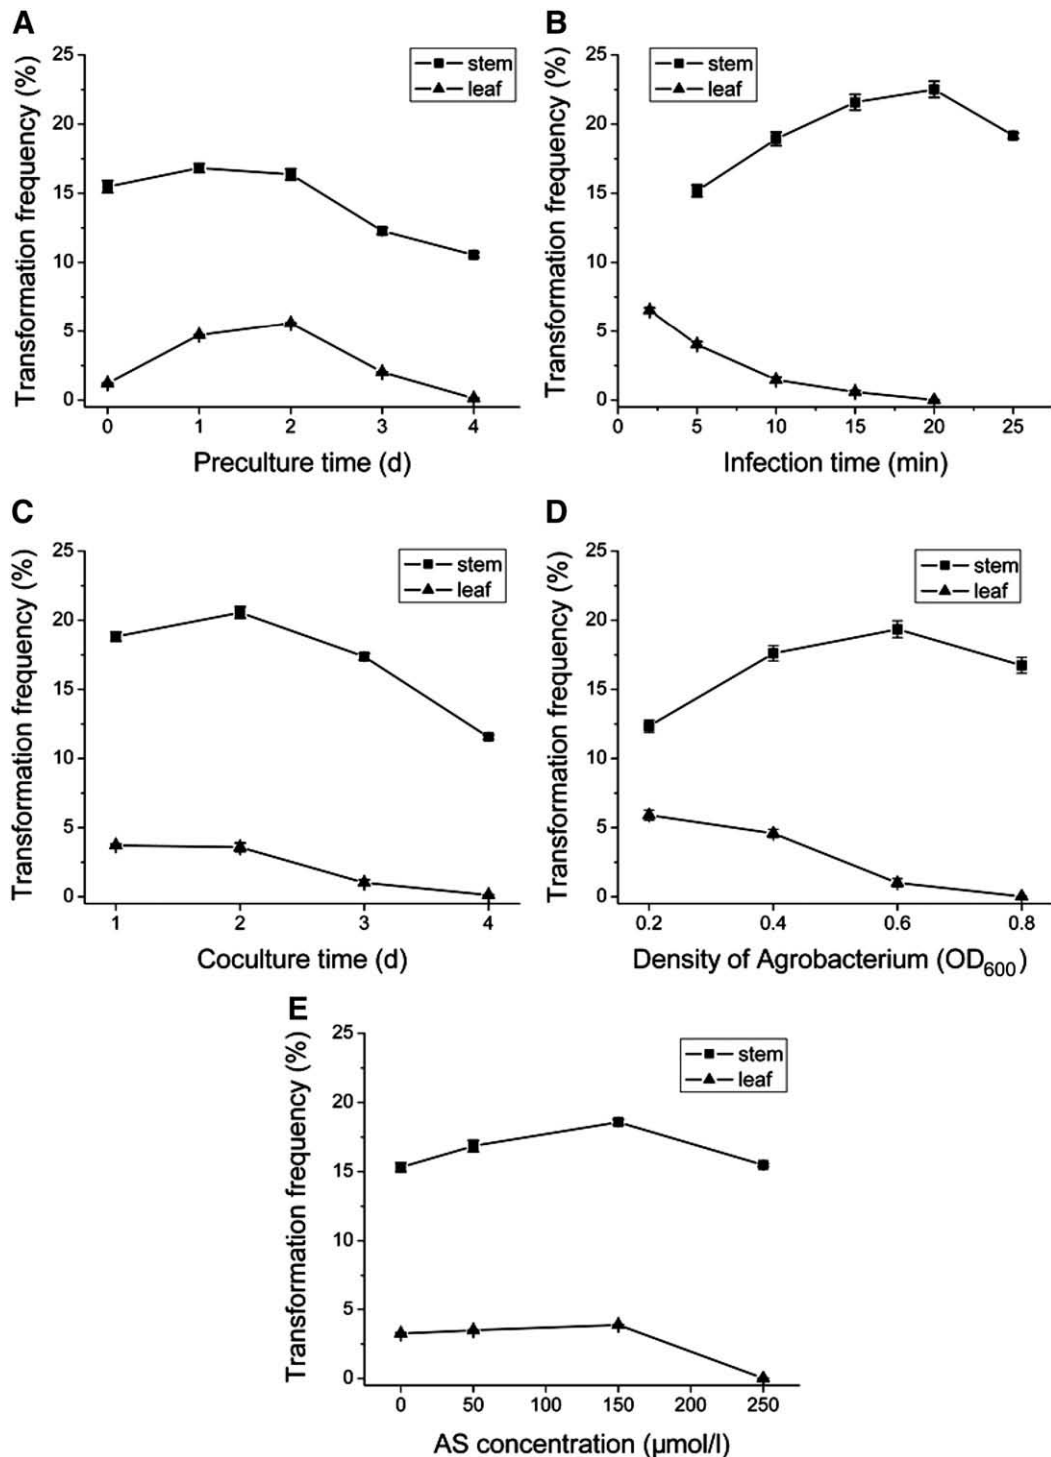 A
Transformation frequency (%)
25
20
15
10
5
0
stem
leaf
0 1 2 3 4
Preculture time (d)
B
Transformation frequency (%)
25
20
15
10
5
0
stem
leaf
0 5 10 15 20 25
Infection time (min)
C
Transformation frequency (%)
25
20
15
10
5
0
stem
leaf
1 2 3 4
Coculture time (d)
D
Transformation frequency (%)
25
20
15
10
5
0
stem
leaf
0.2 0.4 0.6 0.8
Density of Agrobacterium (OD600)
E
Transformation frequency (%)
25
20
15
10
5
0
stem
leaf
0 50 100 150 200 250
AS concentration (μmol/l)